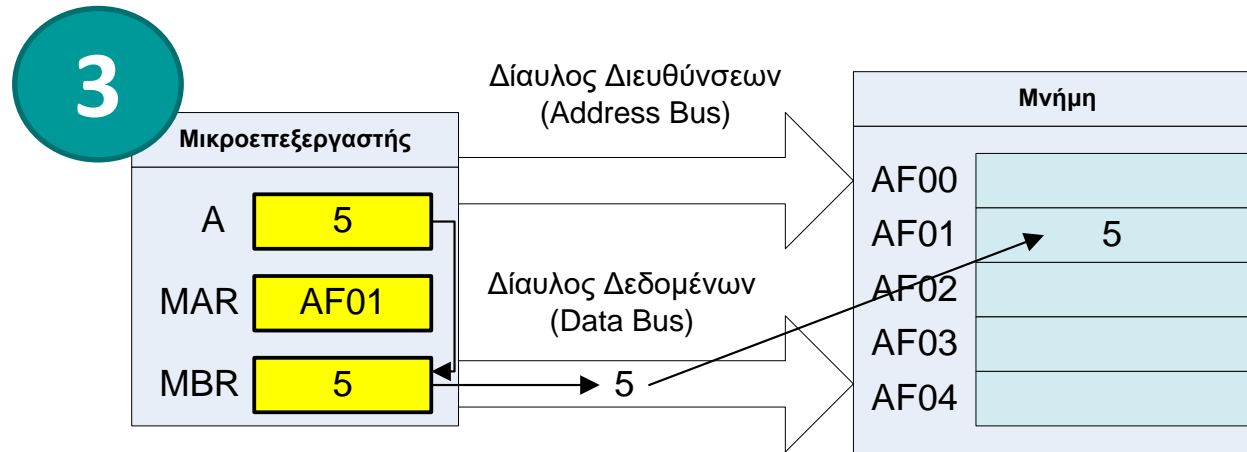 3
Μικροεπεξεργαστής
A 5
MAR AF01
MBR 5
Δίαυλος Διευθύνσεων
(Address Bus)
Δίαυλος Δεδομένων
(Data Bus)
5
Μνήμη
AF00
AF01 5
AF02
AF03
AF04